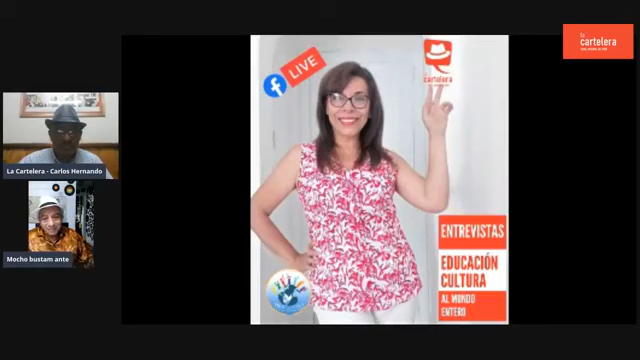 La
cartelera
LIVE
cartelera
La Cartelera - Carlos Hernando
Mocho bustam ante
ENTREVISTAS
EDUCACIÓN
CULTURA
AL MUNDO
ENTERO